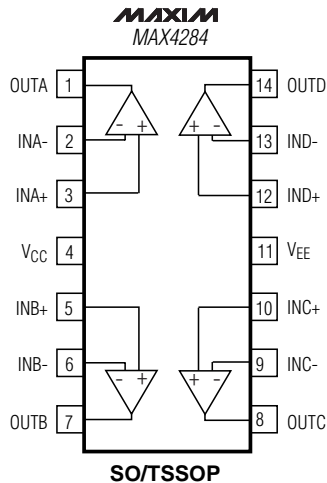 MAXIM
MAX4284
OUTA 1 14 OUTD
INA- 2 - + + - 13 IND-
INA+ 3 12 IND+
VCC 4 11 VEE
INB+ 5 10 INC+
INB- 6 - + + - 9 INC-
OUTB 7 8 OUTC
SO/TSSOP